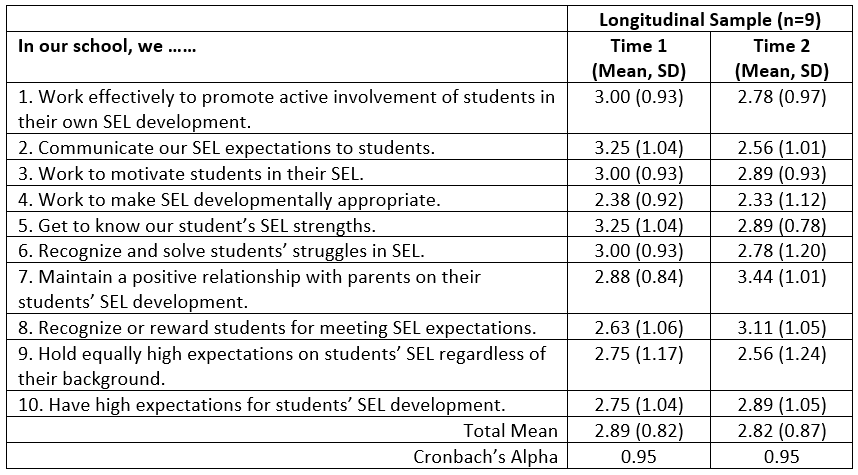 Longitudinal Sample (n=9)
In our school, we …… Time 1 Time 2
(Mean, SD) (Mean, SD)
1. Work effectively to promote active involvement of students in 3.00 (0.93) 2.78 (0.97)
their own SEL development.
2. Communicate our SEL expectations to students. 3.25 (1.04) 2.56 (1.01)
3. Work to motivate students in their SEL. 3.00 (0.93) 2.89 (0.93)
4. Work to make SEL developmentally appropriate. 2.38 (0.92) 2.33 (1.12)
5. Get to know our student’s SEL strengths. 3.25 (1.04) 2.89 (0.78)
6. Recognize and solve students’ struggles in SEL. 3.00 (0.93) 2.78 (1.20)
7. Maintain a positive relationship with parents on their 2.88 (0.84) 3.44 (1.01)
students’ SEL development.
8. Recognize or reward students for meeting SEL expectations. 2.63 (1.06) 3.11 (1.05)
9. Hold equally high expectations on students’ SEL regardless of 2.75 (1.17) 2.56 (1.24)
their background.
10. Have high expectations for students’ SEL development. 2.75 (1.04) 2.89 (1.05)
Total Mean 2.89 (0.82) 2.82 (0.87)
Cronbach’s Alpha 0.95 0.95